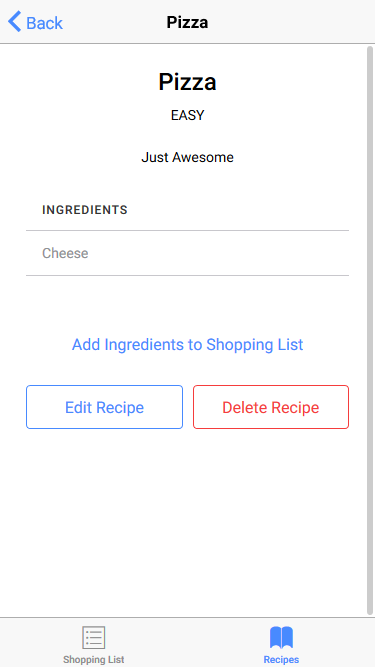 Back
Pizza
Pizza
EASY
Just Awesome
INGREDIENTS
Cheese
Add Ingredients to Shopping List
Edit Recipe
Delete Recipe
Shopping List
Recipes